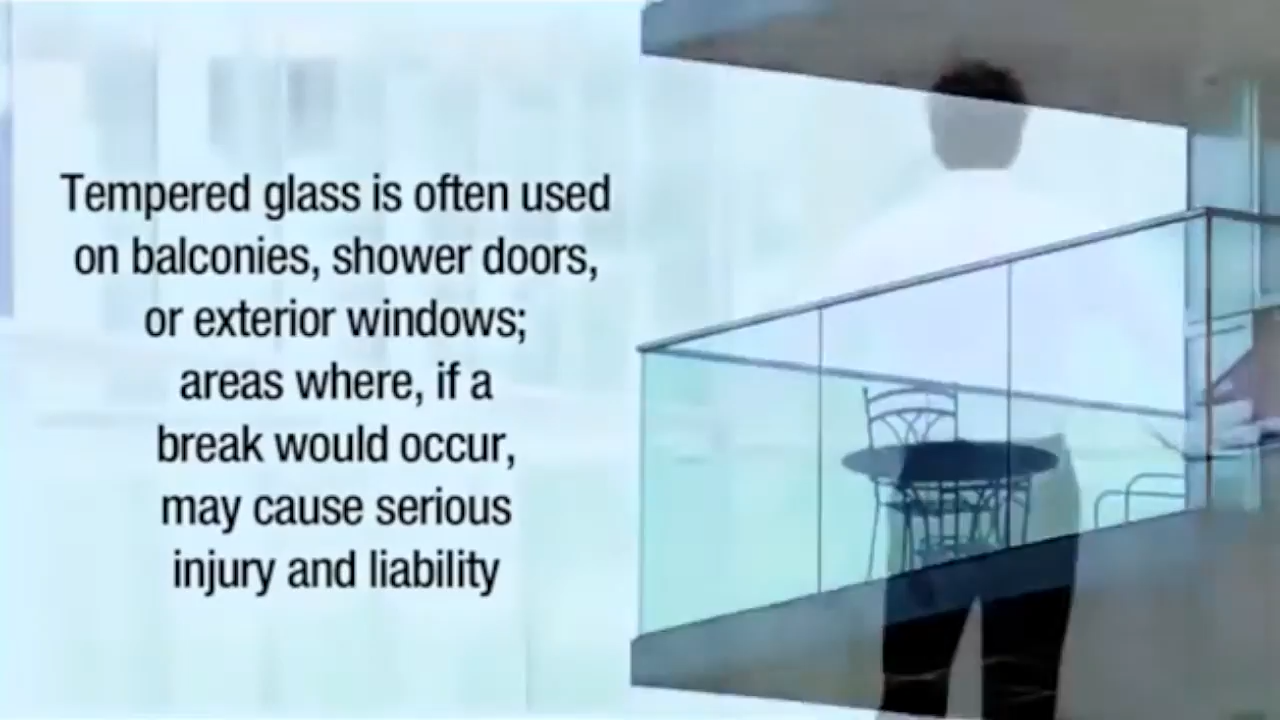 Tempered glass is often used
on balconies, shower doors,
or exterior windows;
areas where, if a
break would occur,
may cause serious
injury and liability